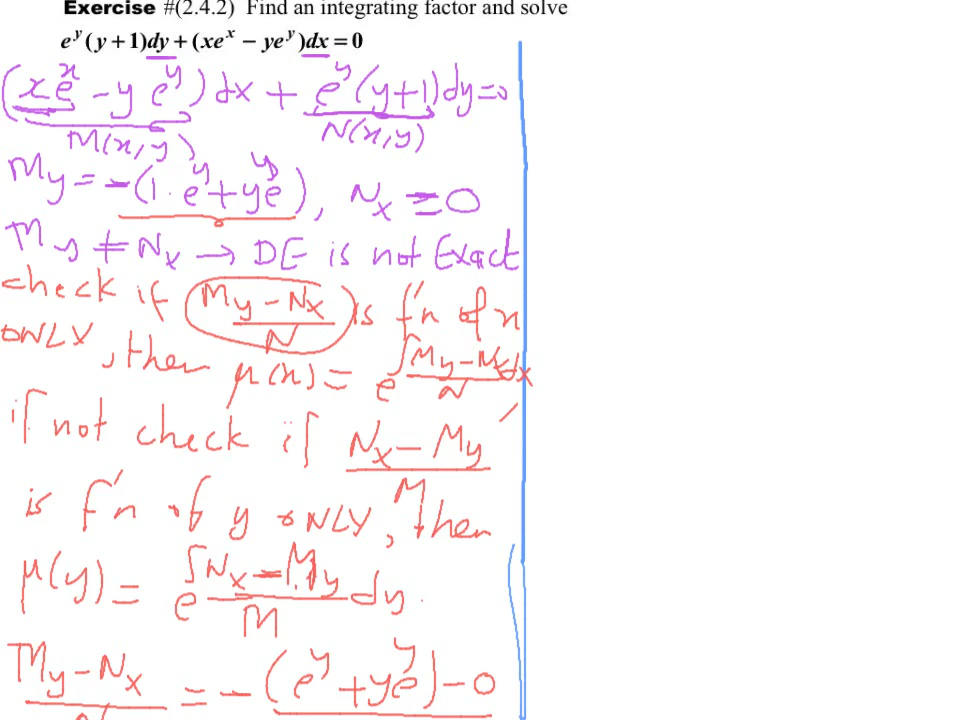 Exercise #(2.4.2) Find an integrating factor and solve
e^y (y+1)dy + (xe^x − ye^y)dx = 0
(xe^x − y e^y) dx + e^y (y+1)dy = 0
M(x,y) N(x,y)
My = −(1·e^y + ye^y), Nx = 0
My ≠ Nx → DE is not Exact
check if (My − Nx / N) is f'n of x
ONLY, then μ(x) = e^∫ My − Nx / N dx,
if not check if Nx − My / M
is f'n of y ONLY, Then
μ(y) = e^∫ Nx − My / M dy.
My − Nx / N = −(e^y + ye^y) − 0